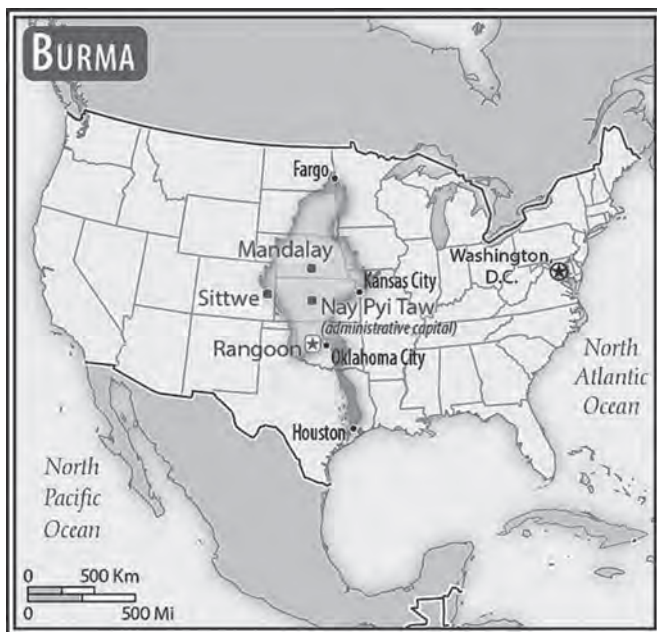 BURMA
Fargo
Mandalay
Washington,
D.C.
Kansas City
Sittwe
Nay Pyi Taw
(administrative capital)
Rangoon
Oklahoma City
North
Atlantic
Ocean
Houston
North
Pacific
Ocean
0 500 Km
0 500 Mi